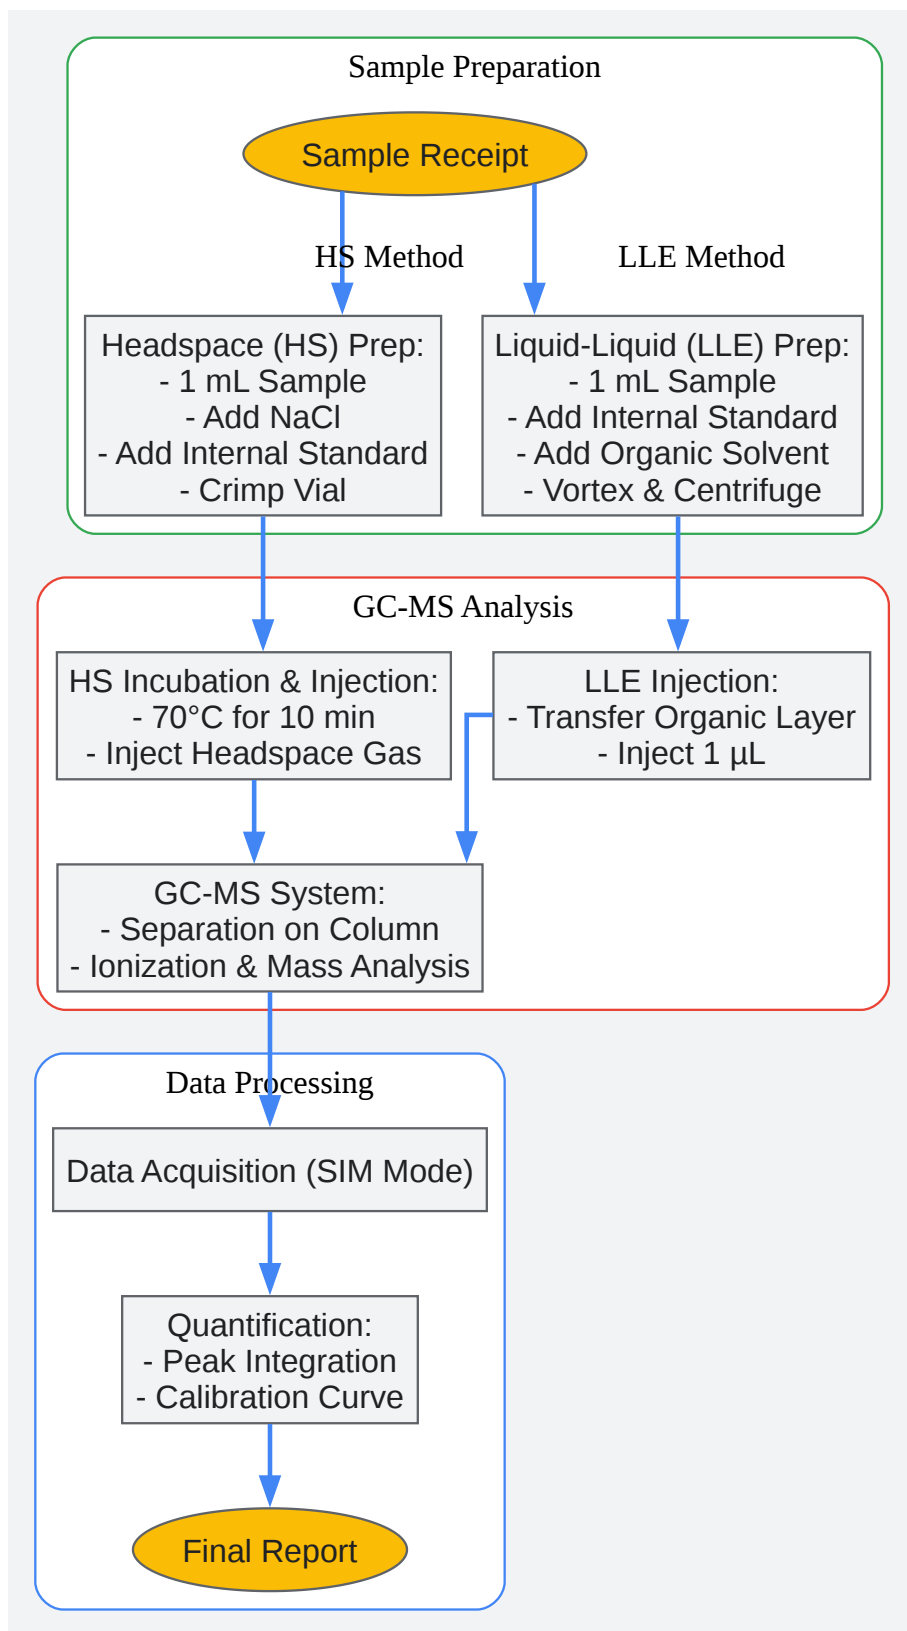 Sample Preparation
Sample Receipt
HS Method
LLE Method
Headspace (HS) Prep:
- 1 mL Sample
- Add NaCl
- Add Internal Standard
- Crimp Vial
Liquid-Liquid (LLE) Prep:
- 1 mL Sample
- Add Internal Standard
- Add Organic Solvent
- Vortex & Centrifuge
GC-MS Analysis
HS Incubation & Injection:
- 70°C for 10 min
- Inject Headspace Gas
LLE Injection:
- Transfer Organic Layer
- Inject 1 µL
GC-MS System:
- Separation on Column
- Ionization & Mass Analysis
Data Processing
Data Acquisition (SIM Mode)
Quantification:
- Peak Integration
- Calibration Curve
Final Report